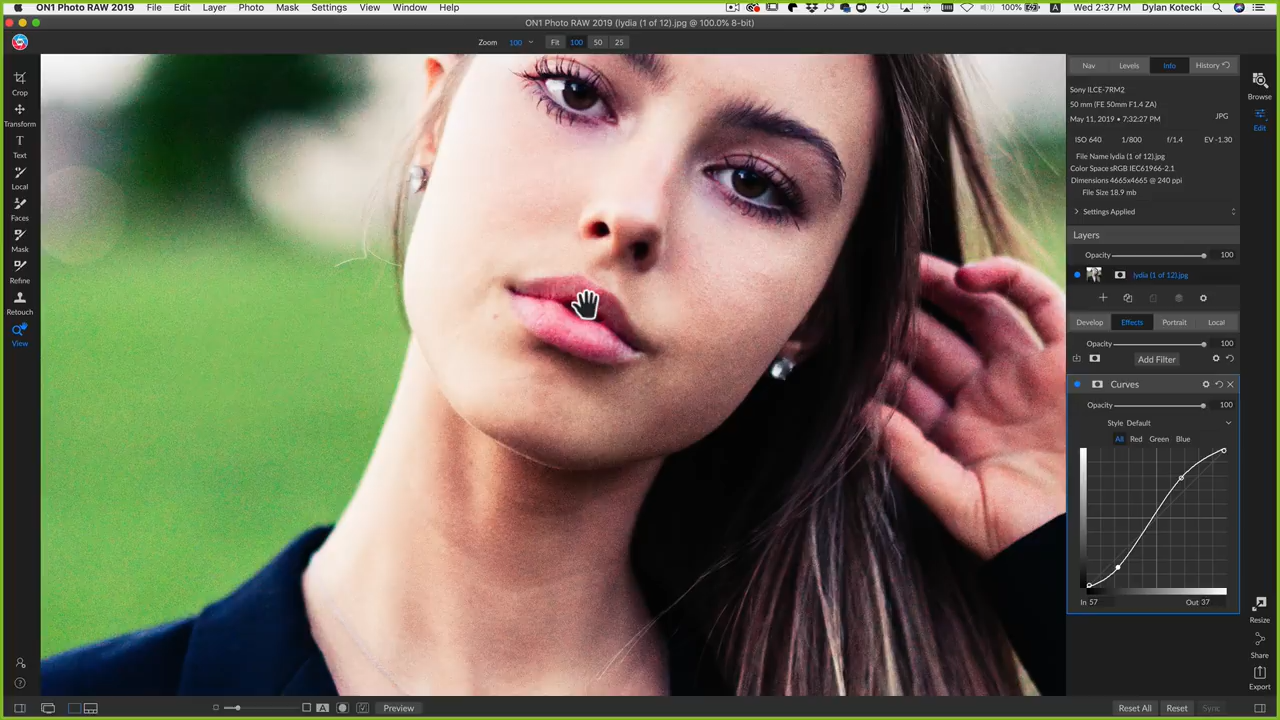 ON1 Photo RAW 2019 File Edit Layer Photo Mask Settings View Window Help 100% A Wed 2:37 PM Dylan Kotecki
ON1 Photo RAW 2019 (lydia (1 of 12).jpg @ 100.0% 8-bit)
Zoom 100 Fit 100 50 25
Crop
Transform
Text
Local
Faces
Mask
Refine
Retouch
View
Nav Levels Info History
Sony ILCE-7RM2
50 mm (FE 50mm F1.4 ZA)
JPG
May 11, 2019 • 7:32:27 PM
ISO 640 1/800 f/1.4 EV -1.30
File Name lydia (1 of 12).jpg
Color Space sRGB IEC61966-2.1
Dimensions 4665x4665 @ 240 ppi
File Size 18.9 mb
Settings Applied
Layers
Opacity 100
lydia (1 of 12).jpg
Develop Effects Portrait Local
Opacity 100
Add Filter
Curves
Opacity 100
Style Default
All Red Green Blue
In 57 Out 37
Browse
Edit
Resize
Share
Export
A Preview Reset All Reset Sync